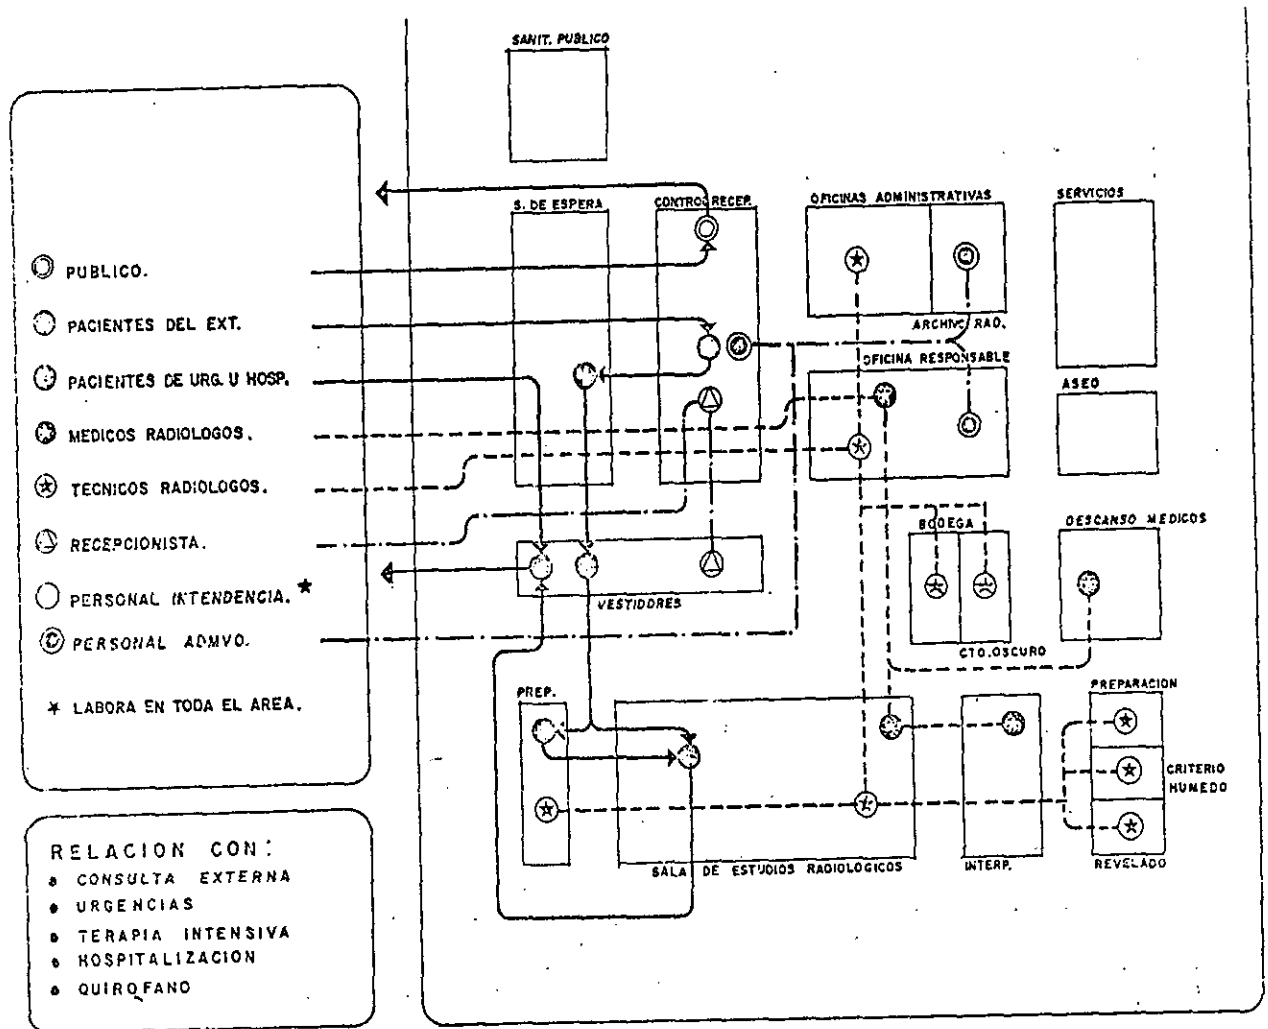 SANIT. PUBLICO
S. DE ESPERA
CONTROL RECEP.
OFICINAS ADMINISTRATIVAS
SERVICIOS
PUBLICO.
PACIENTES DEL EXT.
PACIENTES DE URG. U HOSP.
MEDICOS RADIOLOGOS.
TECNICOS RADIOLOGOS.
RECEPCIONISTA.
PERSONAL INTENDENCIA. ★
PERSONAL ADMVO.
★ LABORA EN TODA EL AREA.
ARCHIVO RAD.
OFICINA RESPONSABLE
ASEO
BODEGA
DESCANSO MEDICOS
VESTIDORES
CTO. OSCURO
PREP.
PREPARACION
CRITERIO
HUMEDO
SALA DE ESTUDIOS RADIOLOGICOS
INTERP.
REVELADO
RELACION CON:
• CONSULTA EXTERNA
• URGENCIAS
• TERAPIA INTENSIVA
• HOSPITALIZACION
• QUIROFANO